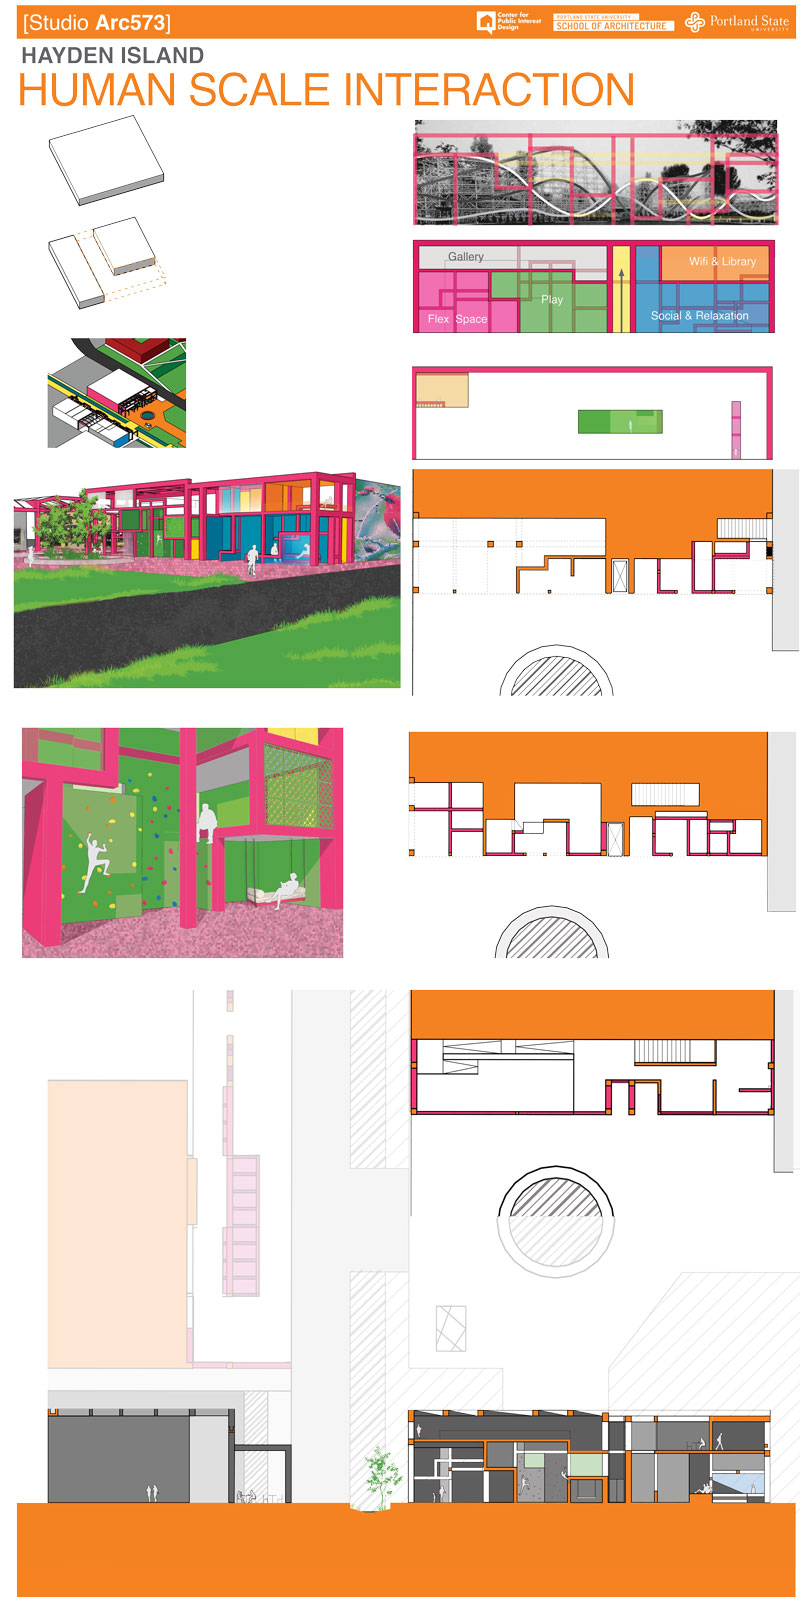 [Studio Arc573]
Center for
Public Interest
Design
PORTLAND STATE UNIVERSITY
SCHOOL OF ARCHITECTURE
Portland State
UNIVERSITY
HAYDEN ISLAND
HUMAN SCALE INTERACTION
Gallery
Wifi & Library
Play
Flex Space
Social & Relaxation